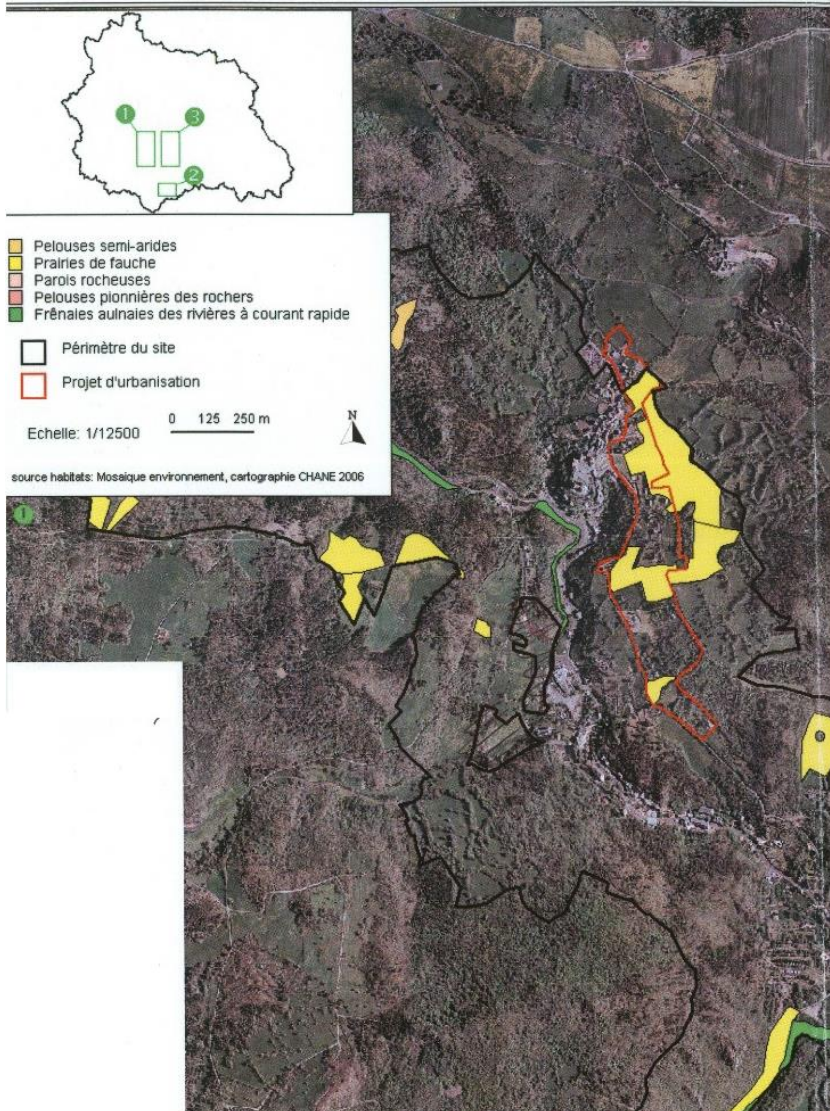 1
3
2
Pelouses semi-arides
Prairies de fauche
Parois rocheuses
Pelouses pionnières des rochers
Frênaies aulnaies des rivières à courant rapide
Périmètre du site
Projet d'urbanisation
Echelle: 1/12500
0 125 250 m
N
source habitats: Mosaique environnement, cartographie CHANE 2006
1